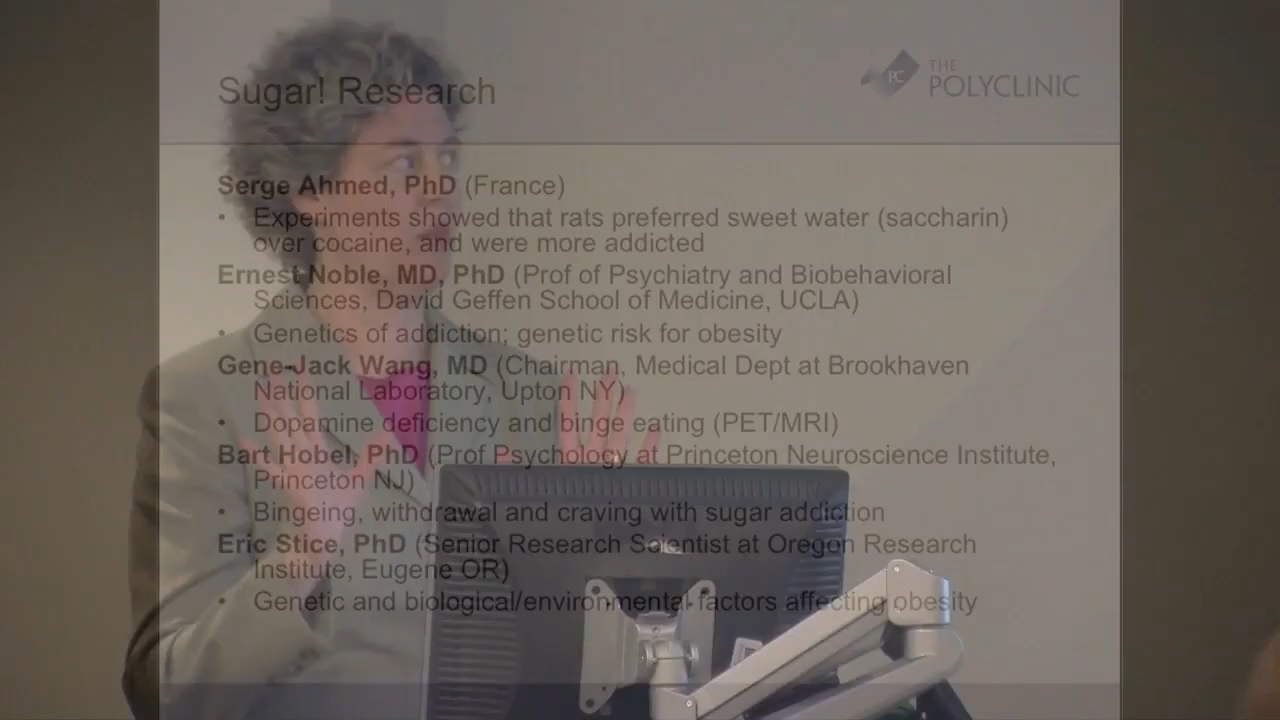 Sugar! Research
PC
THE
POLYCLINIC
Serge Ahmed, PhD (France)
• Experiments showed that rats preferred sweet water (saccharin)
over cocaine, and were more addicted
Ernest Noble, MD, PhD (Prof of Psychiatry and Biobehavioral
Sciences, David Geffen School of Medicine, UCLA)
• Genetics of addiction; genetic risk for obesity
Gene-Jack Wang, MD (Chairman, Medical Dept at Brookhaven
National Laboratory, Upton NY)
• Dopamine deficiency and binge eating (PET/MRI)
Bart Hobel, PhD (Prof Psychology at Princeton Neuroscience Institute,
Princeton NJ)
• Bingeing, withdrawal and craving with sugar addiction
Eric Stice, PhD (Senior Research Scientist at Oregon Research
Institute, Eugene OR)
• Genetic and biological/environmental factors affecting obesity